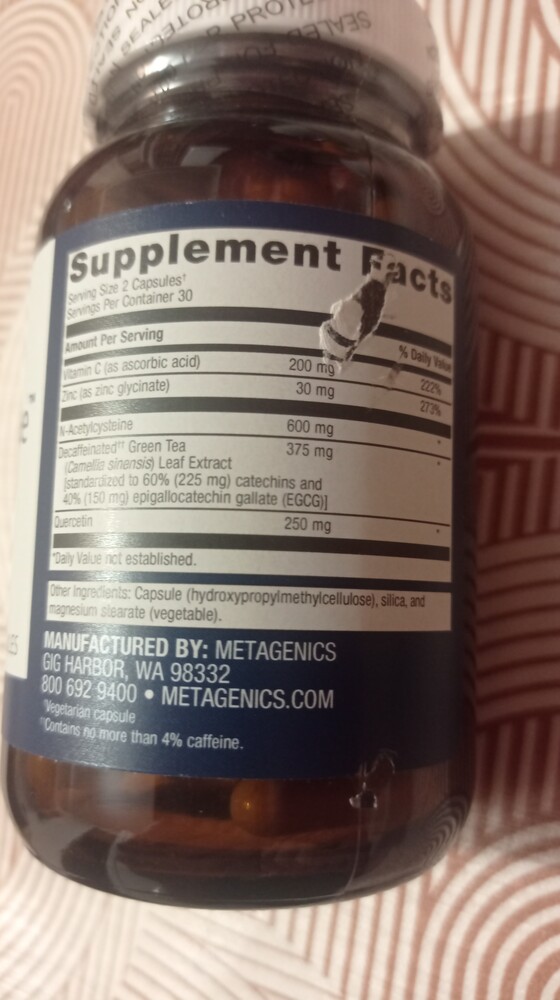 SEALED
Supplement Facts
Serving Size 2 Capsules†
Servings Per Container 30
Amount Per Serving
% Daily Value
Vitamin C (as ascorbic acid) 200 mg 222%
Zinc (as zinc glycinate) 30 mg 273%
N-Acetylcysteine 600 mg *
Decaffeinated†† Green Tea 375 mg *
(Camellia sinensis) Leaf Extract
[standardized to 60% (225 mg) catechins and
40% (150 mg) epigallocatechin gallate (EGCG)]
Quercetin 250 mg *
*Daily Value not established.
Other Ingredients: Capsule (hydroxypropylmethylcellulose), silica, and
magnesium stearate (vegetable).
MANUFACTURED BY: METAGENICS
GIG HARBOR, WA 98332
800 692 9400 • METAGENICS.COM
†Vegetarian capsule
††Contains no more than 4% caffeine.